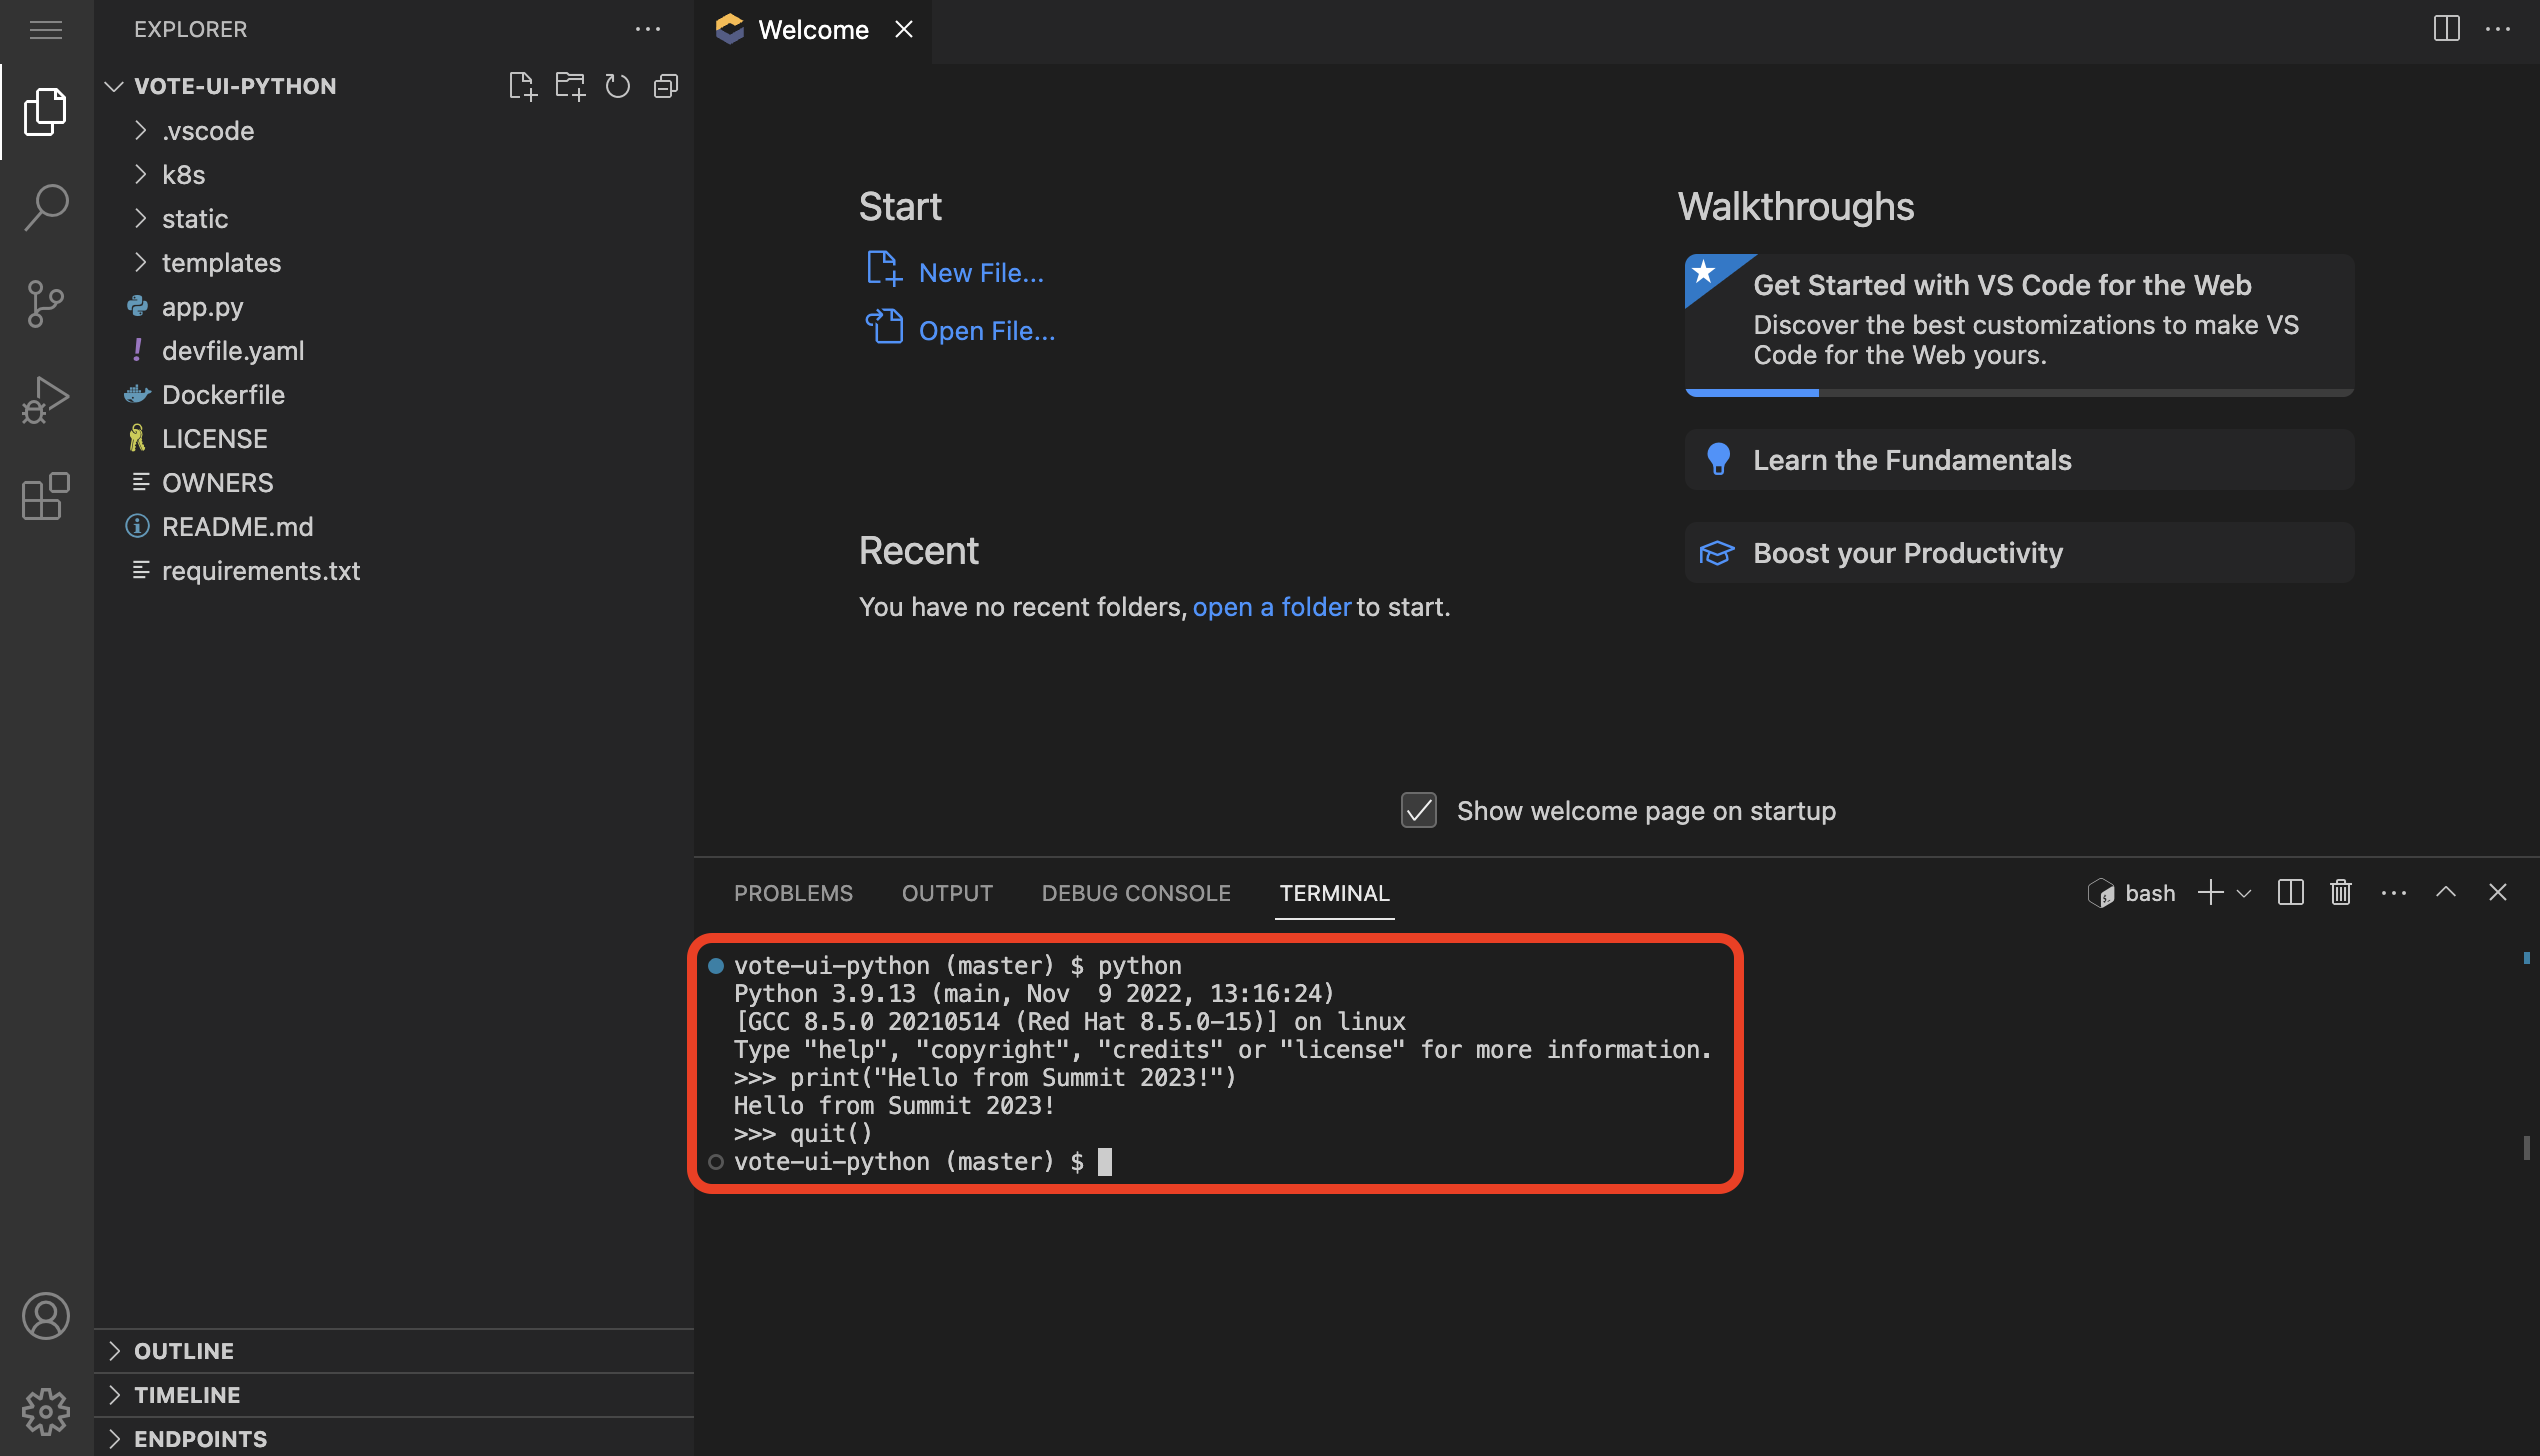 EXPLORER
VOTE-UI-PYTHON
.vscode
k8s
static
templates
app.py
devfile.yaml
Dockerfile
LICENSE
OWNERS
README.md
requirements.txt
OUTLINE
TIMELINE
ENDPOINTS
Welcome
Start
New File...
Open File...
Recent
You have no recent folders, open a folder to start.
Walkthroughs
Get Started with VS Code for the Web
Discover the best customizations to make VS
Code for the Web yours.
Learn the Fundamentals
Boost your Productivity
Show welcome page on startup
PROBLEMS OUTPUT DEBUG CONSOLE TERMINAL
bash
vote-ui-python (master) $ python
Python 3.9.13 (main, Nov  9 2022, 13:16:24)
[GCC 8.5.0 20210514 (Red Hat 8.5.0-15)] on linux
Type "help", "copyright", "credits" or "license" for more information.
>>> print("Hello from Summit 2023!")
Hello from Summit 2023!
>>> quit()
vote-ui-python (master) $